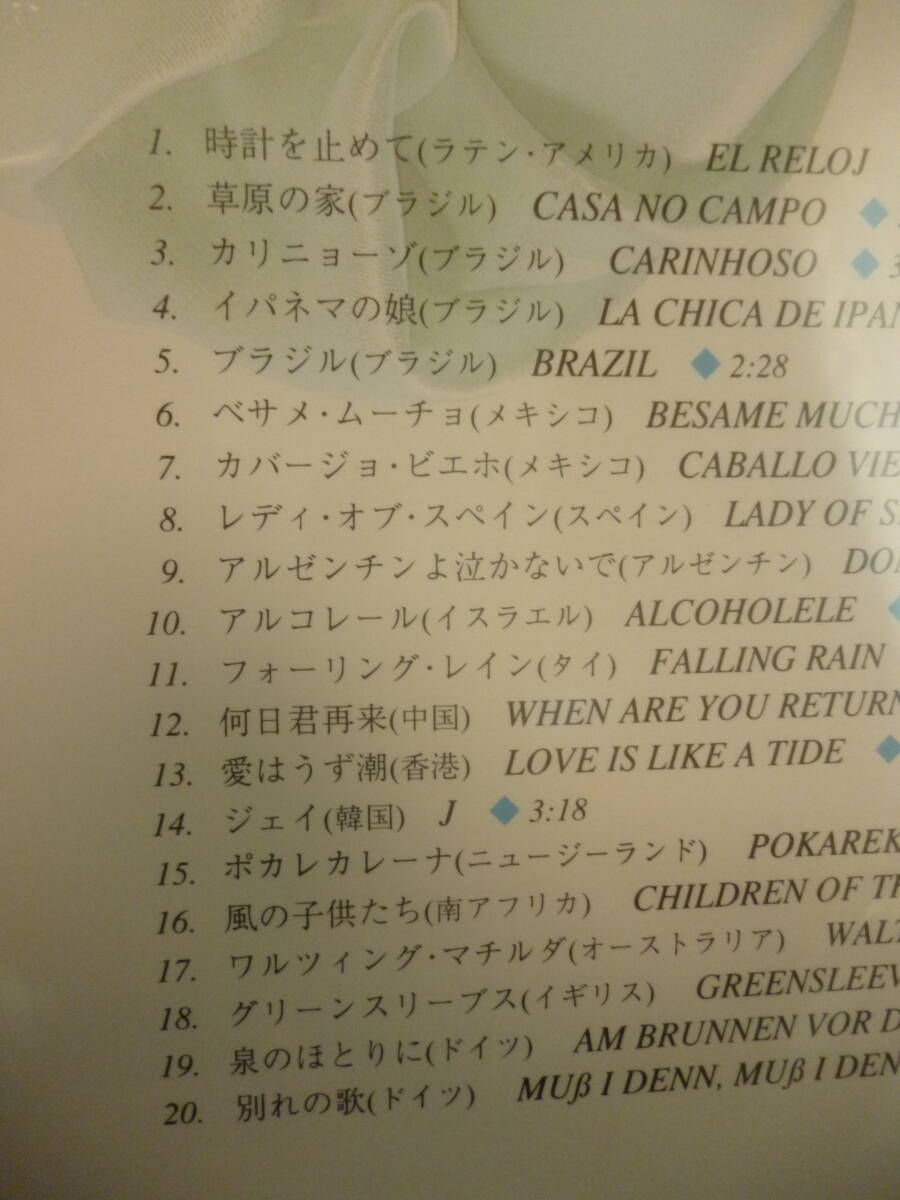 1. 時計を止めて(ラテン・アメリカ) EL RELOJ
2. 草原の家(ブラジル) CASA NO CAMPO ◆
3. カリニョーゾ(ブラジル) CARINHOSO ◆ 3
4. イパネマの娘(ブラジル) LA CHICA DE IPAN
5. ブラジル(ブラジル) BRAZIL ◆ 2:28
6. ベサメ・ムーチョ(メキシコ) BESAME MUCH
7. カバージョ・ビエホ(メキシコ) CABALLO VIE
8. レディ・オブ・スペイン(スペイン) LADY OF S
9. アルゼンチンよ泣かないで(アルゼンチン) DON
10. アルコレール(イスラエル) ALCOHOLELE ◆
11. フォーリング・レイン(タイ) FALLING RAIN
12. 何日君再来(中国) WHEN ARE YOU RETURN
13. 愛はうず潮(香港) LOVE IS LIKE A TIDE ◆
14. ジェイ(韓国) J ◆ 3:18
15. ポカレカレーナ(ニュージーランド) POKAREK
16. 風の子供たち(南アフリカ) CHILDREN OF TH
17. ワルツィング・マチルダ(オーストラリア) WALT
18. グリーンスリーブス(イギリス) GREENSLEEV
19. 泉のほとりに(ドイツ) AM BRUNNEN VOR D
20. 別れの歌(ドイツ) MUß I DENN, MUß I DEN